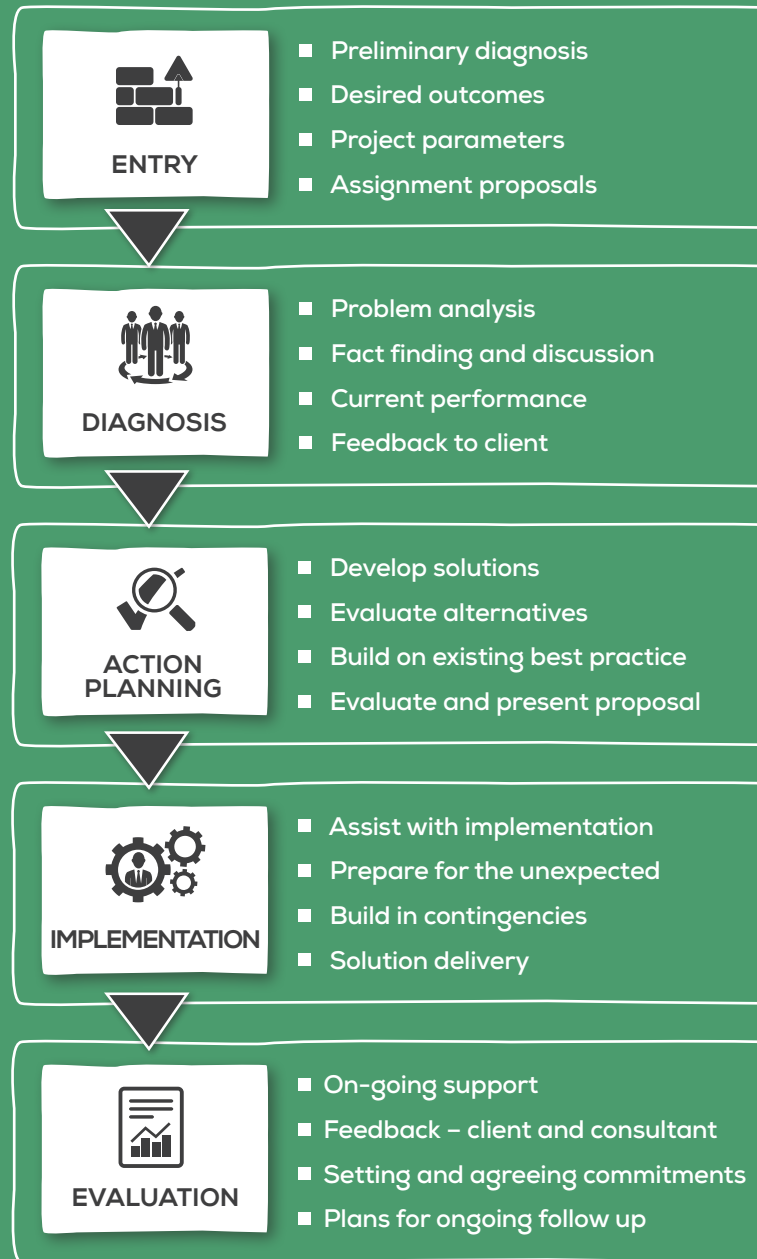 ENTRY
Preliminary diagnosis
Desired outcomes
Project parameters
Assignment proposals
DIAGNOSIS
Problem analysis
Fact finding and discussion
Current performance
Feedback to client
ACTION
PLANNING
Develop solutions
Evaluate alternatives
Build on existing best practice
Evaluate and present proposal
IMPLEMENTATION
Assist with implementation
Prepare for the unexpected
Build in contingencies
Solution delivery
EVALUATION
On-going support
Feedback – client and consultant
Setting and agreeing commitments
Plans for ongoing follow up